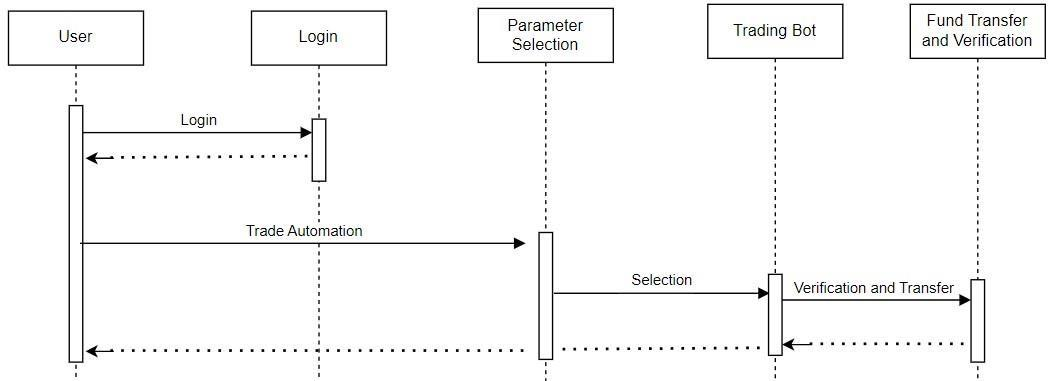 User
Login
Parameter
Selection
Trading Bot
Fund Transfer
and Verification
Login
Trade Automation
Selection
Verification and Transfer